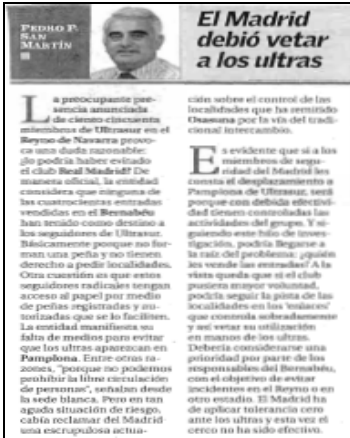 PEDRO P.
SAN
MARTÍN
El Madrid
debió vetar
a los ultras
La preocupante pre-
sencia anunciada
de ciento cincuenta
miembros de Ultrasur en el
Reyno de Navarra provo-
ca una duda razonable:
¿lo podría haber evitado
el club Real Madrid? De
manera oficial, la entidad
considera que ninguna de
las cuatrocientas entradas
vendidas en el Bernabéu
han tenido como destino a
los seguidores de Ultrasur.
Básicamente porque no for-
man una peña y no tienen
derecho a pedir localidades.
Otra cuestión es que estos
seguidores radicales tengan
acceso al papel por medio
de peñas registradas y au-
torizadas que se lo faciliten.
La entidad manifiesta su
falta de medios para evitar
que los ultras aparezcan en
Pamplona. Entre otras ra-
zones, "porque no podemos
prohibir la libre circulación
de personas", señalan desde
la sede blanca. Pero en tan
aguda situación de riesgo,
cabía reclamar del Madrid
una escrupulosa actua-
ción sobre el control de las
localidades que ha remitido
Osasuna por la vía del tradi-
cional intercambio.
Es evidente que si a los
miembros de segu-
ridad del Madrid les
consta el desplazamiento a
Pamplona de Ultrasur, será
porque con debida efectivi-
dad tienen controladas las
actividades del grupo. Y si-
guiendo este hilo de inves-
tigación, podría llegarse a
la raíz del problema: ¿quién
les vende las entradas? A la
vista queda que si el club
pusiera mayor voluntad,
podría seguir la pista de las
localidades en los 'enlaces'
que controla sobradamente
y así vetar su utilización
en manos de los ultras.
Debería considerarse una
prioridad por parte de los
responsables del Bernabéu,
con el objetivo de evitar
incidentes en el Reyno o en
otro estadio. El Madrid ha
de aplicar tolerancia cero
ante los ultras y esta vez el
cerco no ha sido efectivo.